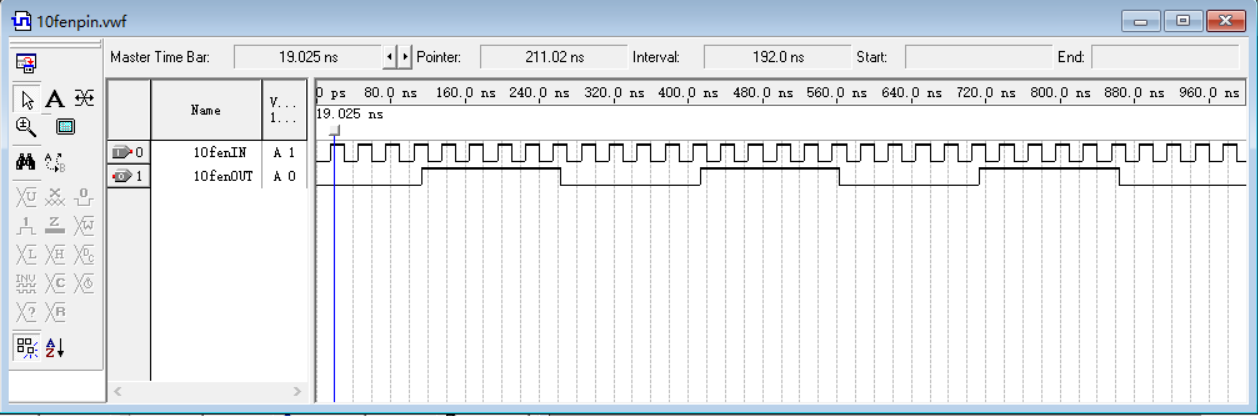 10fenpin.vwf
Master Time Bar: 19.025 ns Pointer: 211.02 ns Interval: 192.0 ns Start: End:
Name V... 1...
0 ps 80.0 ns 160.0 ns 240.0 ns 320.0 ns 400.0 ns 480.0 ns 560.0 ns 640.0 ns 720.0 ns 800.0 ns 880.0 ns 960.0 ns
19.025 ns
0 10fenIN A 1
1 10fenOUT A 0